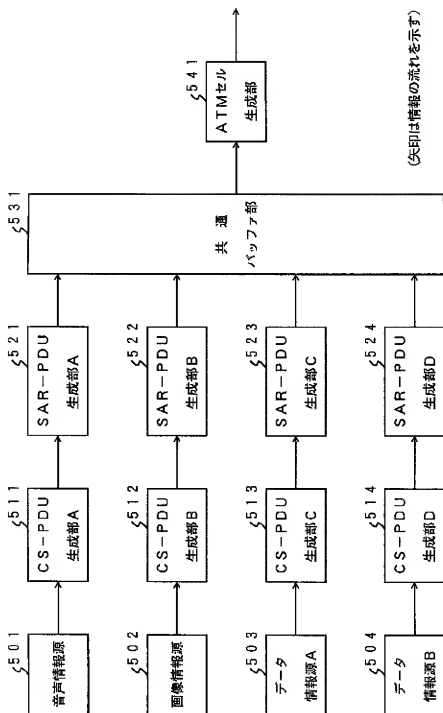 501
音声情報源
511
CS-PDU
生成部A
521
SAR-PDU
生成部A
502
画像情報源
512
CS-PDU
生成部B
522
SAR-PDU
生成部B
503
データ
情報源A
513
CS-PDU
生成部C
523
SAR-PDU
生成部C
504
データ
情報源B
514
CS-PDU
生成部D
524
SAR-PDU
生成部D
531
共通
バッファ部
541
ATMセル
生成部
(矢印は情報の流れを示す)